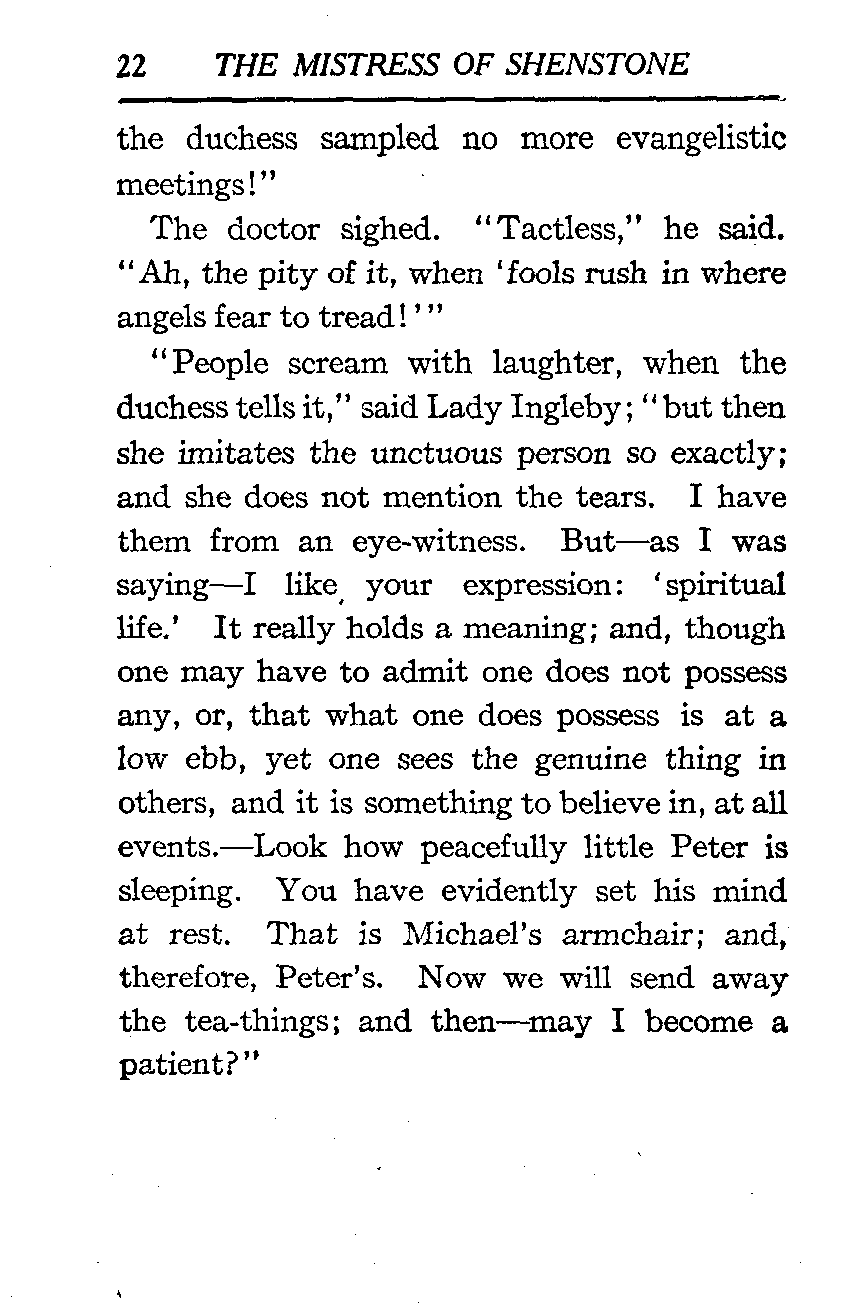 22 THE MISTRESS OF SHENSTONE
the duchess sampled no more evangelistic
meetings!"
The doctor sighed. "Tactless," he said.
"Ah, the pity of it, when 'fools rush in where
angels fear to tread!'"
"People scream with laughter, when the
duchess tells it," said Lady Ingleby; "but then
she imitates the unctuous person so exactly;
and she does not mention the tears. I have
them from an eye-witness. But—as I was
saying—I like, your expression: 'spiritual
life.' It really holds a meaning; and, though
one may have to admit one does not possess
any, or, that what one does possess is at a
low ebb, yet one sees the genuine thing in
others, and it is something to believe in, at all
events.—Look how peacefully little Peter is
sleeping. You have evidently set his mind
at rest. That is Michael's armchair; and,
therefore, Peter's. Now we will send away
the tea-things; and then—may I become a
patient?"